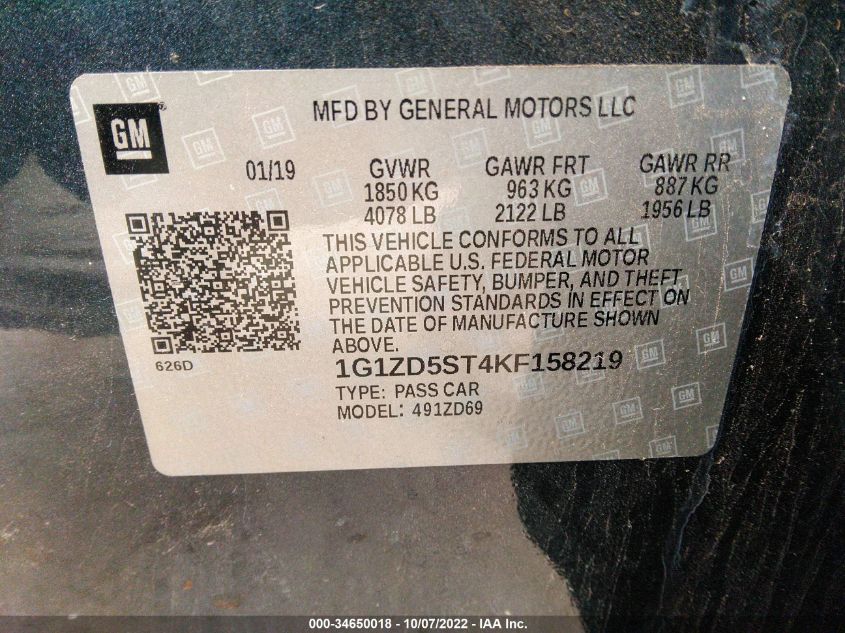 GM ®
MFD BY GENERAL MOTORS LLC
01/19 GVWR GAWR FRT GAWR RR
1850 KG 963 KG 887 KG
4078 LB 2122 LB 1956 LB
THIS VEHICLE CONFORMS TO ALL
APPLICABLE U.S. FEDERAL MOTOR
VEHICLE SAFETY, BUMPER, AND THEFT
PREVENTION STANDARDS IN EFFECT ON
THE DATE OF MANUFACTURE SHOWN
ABOVE.
626D
1G1ZD5ST4KF158219
TYPE: PASS CAR
MODEL: 491ZD69
000-34650018 - 10/07/2022 - IAA Inc.